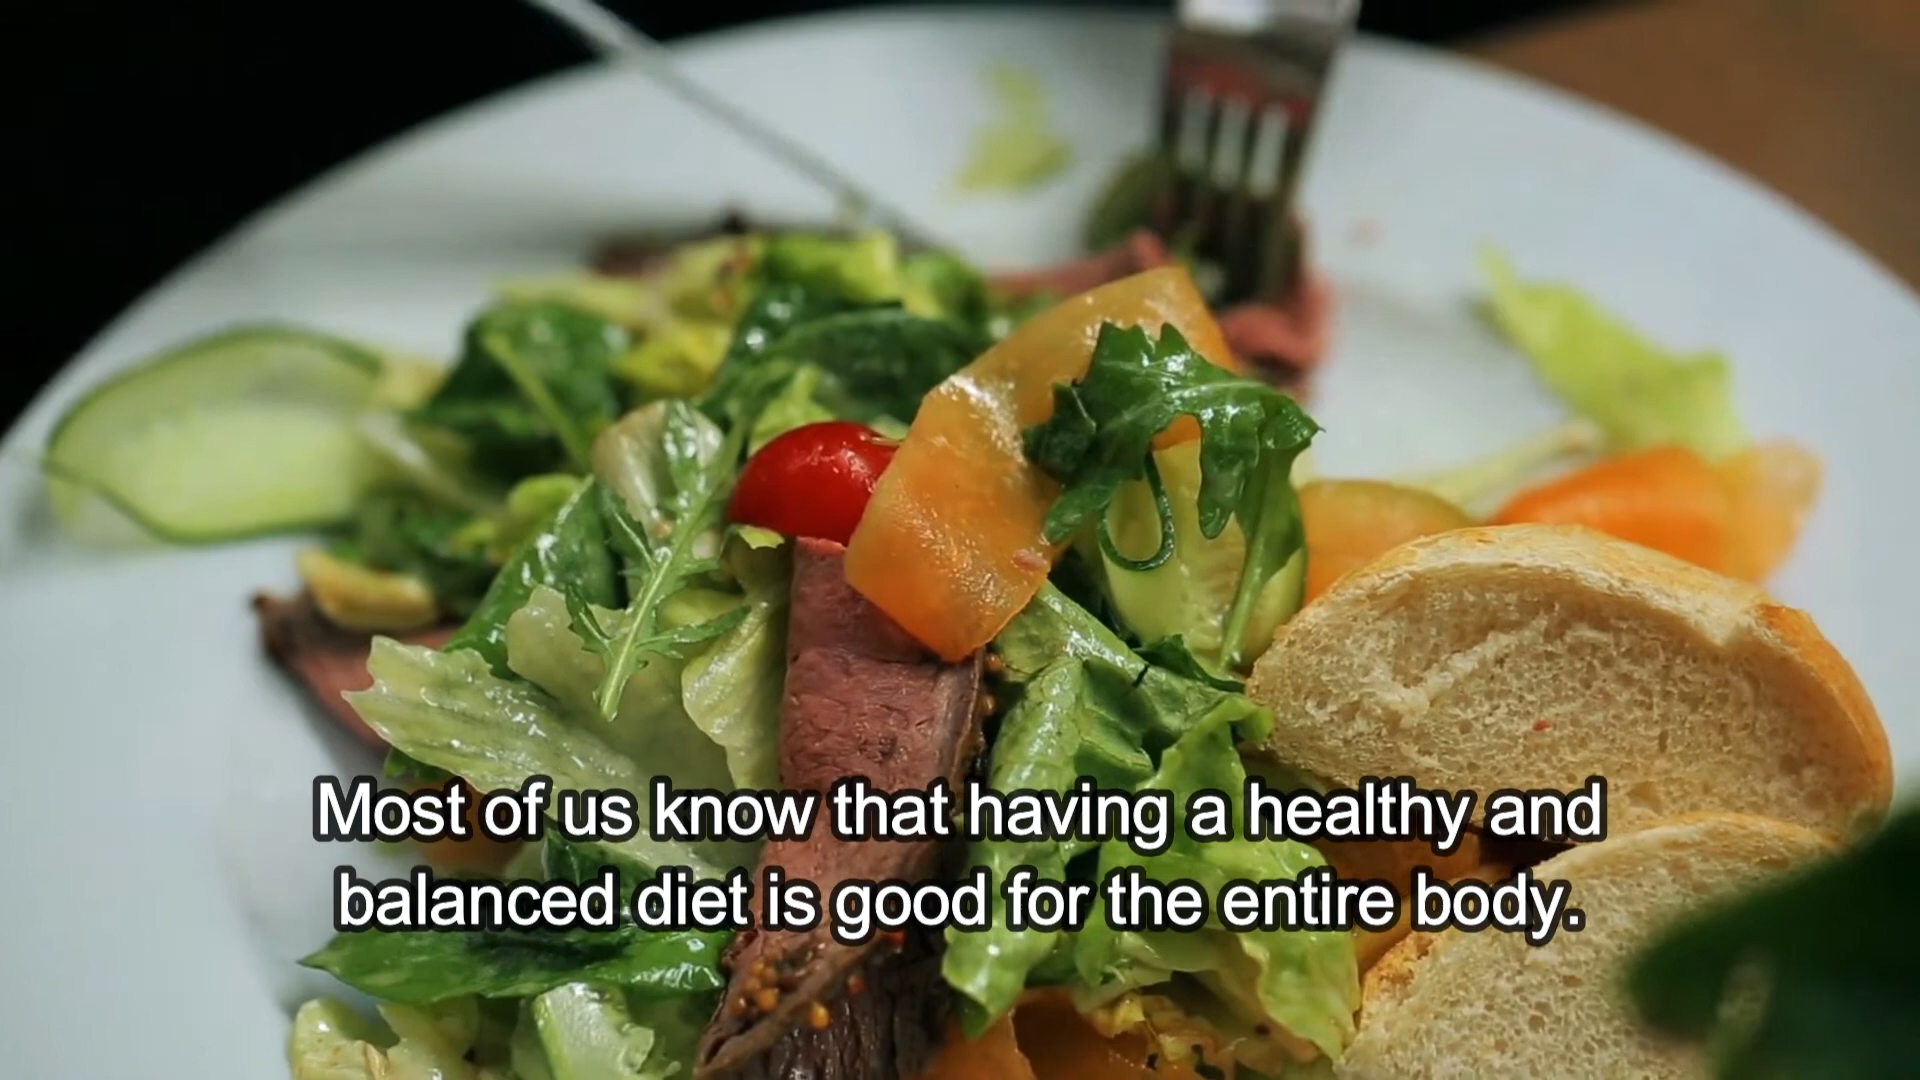 Most of us know that having a healthy and
balanced diet is good for the entire body.